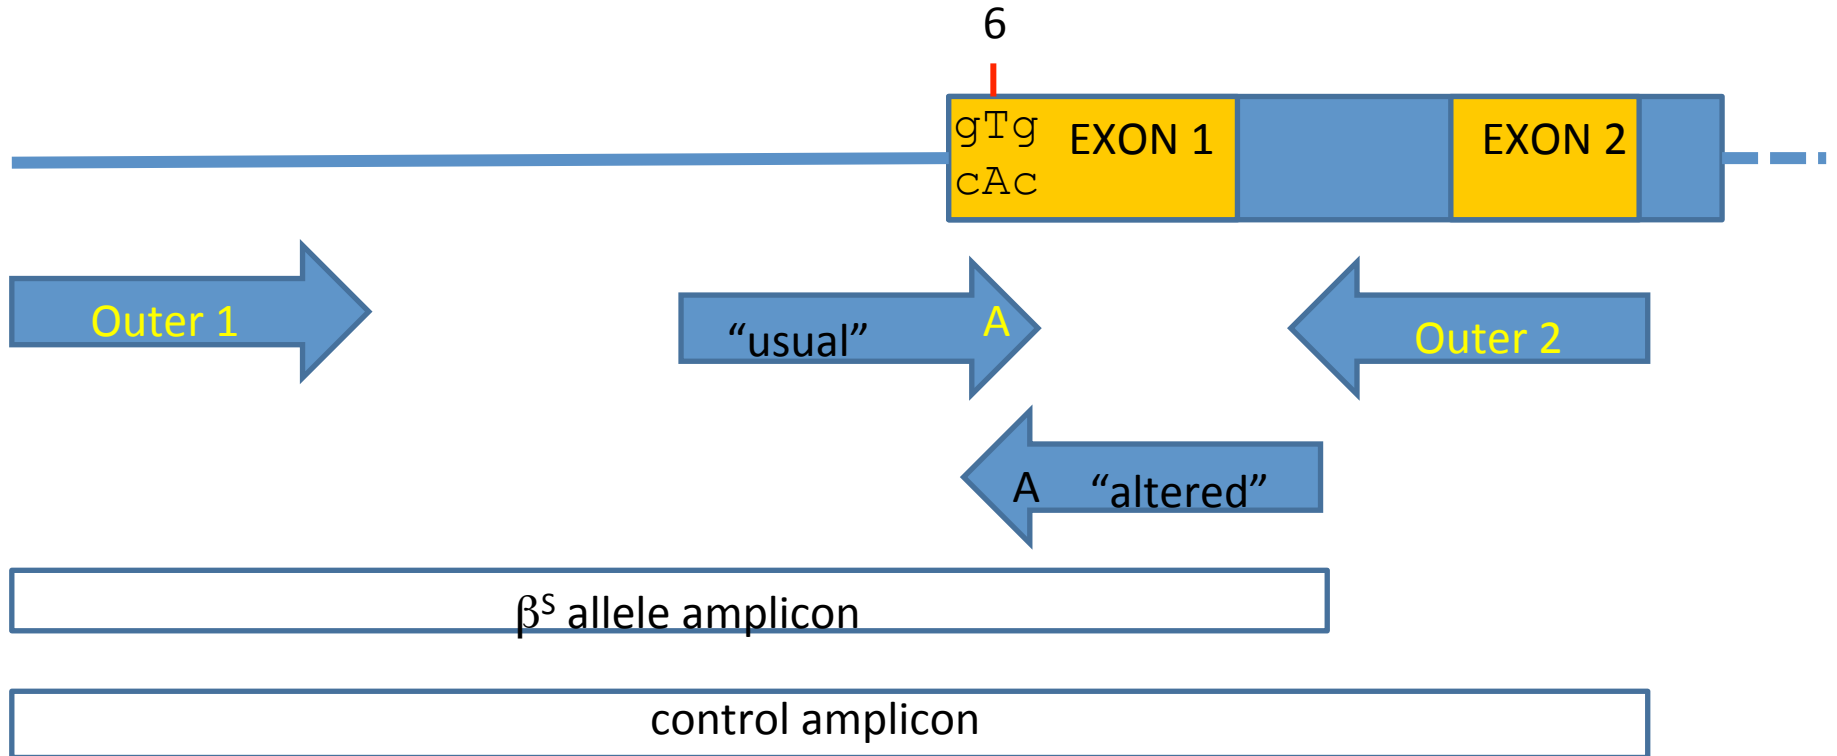 6
gTg
cAc
EXON 1
EXON 2
Outer 1
“usual”
A
Outer 2
A
“altered”
βˢ allele amplicon
control amplicon